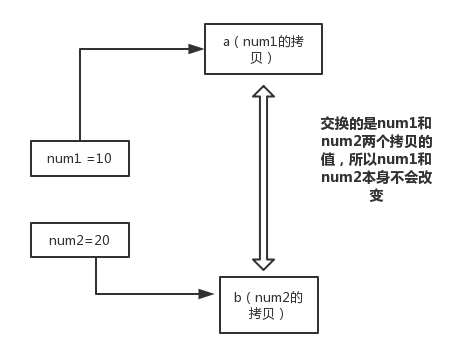 a（num1的拷
贝）
num1 =10
交换的是num1和
num2两个拷贝的
值，所以num1和
num2本身不会改
变
num2=20
b（num2的
拷贝）